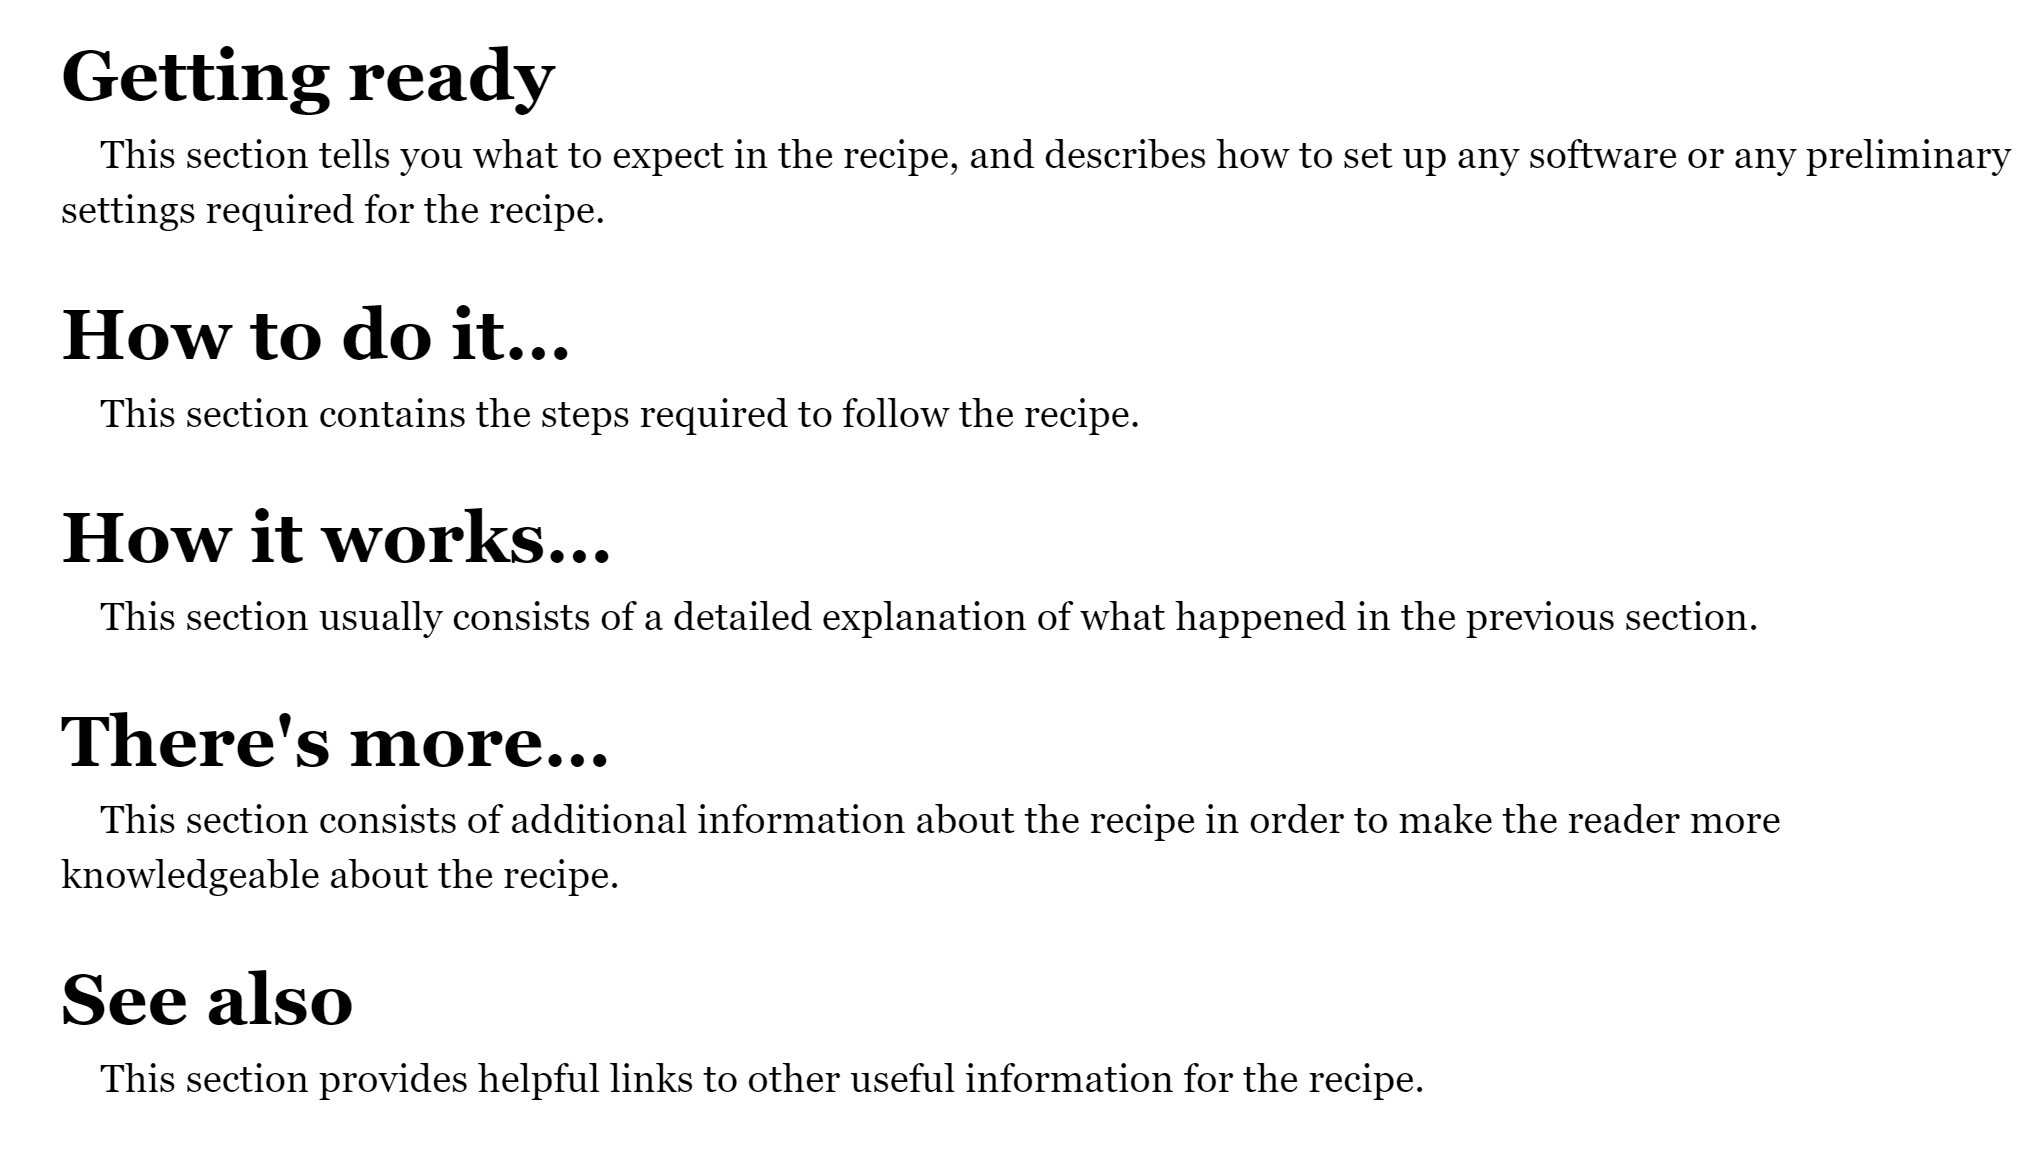 Getting ready
This section tells you what to expect in the recipe, and describes how to set up any software or any preliminary
settings required for the recipe.
How to do it...
This section contains the steps required to follow the recipe.
How it works...
This section usually consists of a detailed explanation of what happened in the previous section.
There's more...
This section consists of additional information about the recipe in order to make the reader more
knowledgeable about the recipe.
See also
This section provides helpful links to other useful information for the recipe.